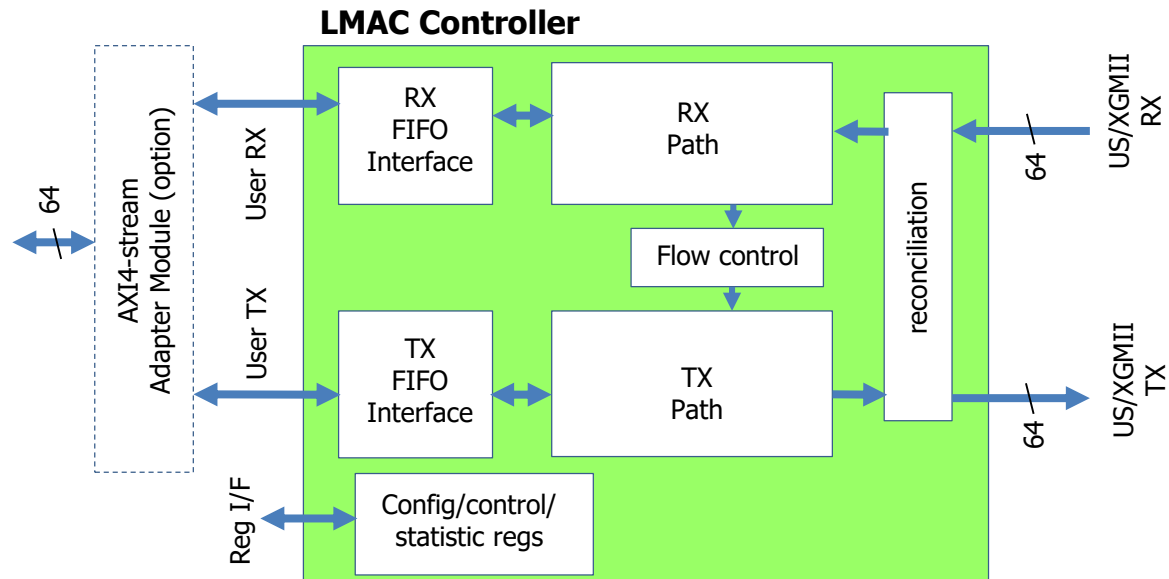 LMAC Controller
RX
FIFO
Interface
RX
Path
US/XGMII
RX
64
User RX
64
AXI4-stream
Adapter Module (option)
Flow control
reconciliation
User TX
TX
FIFO
Interface
TX
Path
US/XGMII
TX
64
Reg I/F
Config/control/
statistic regs